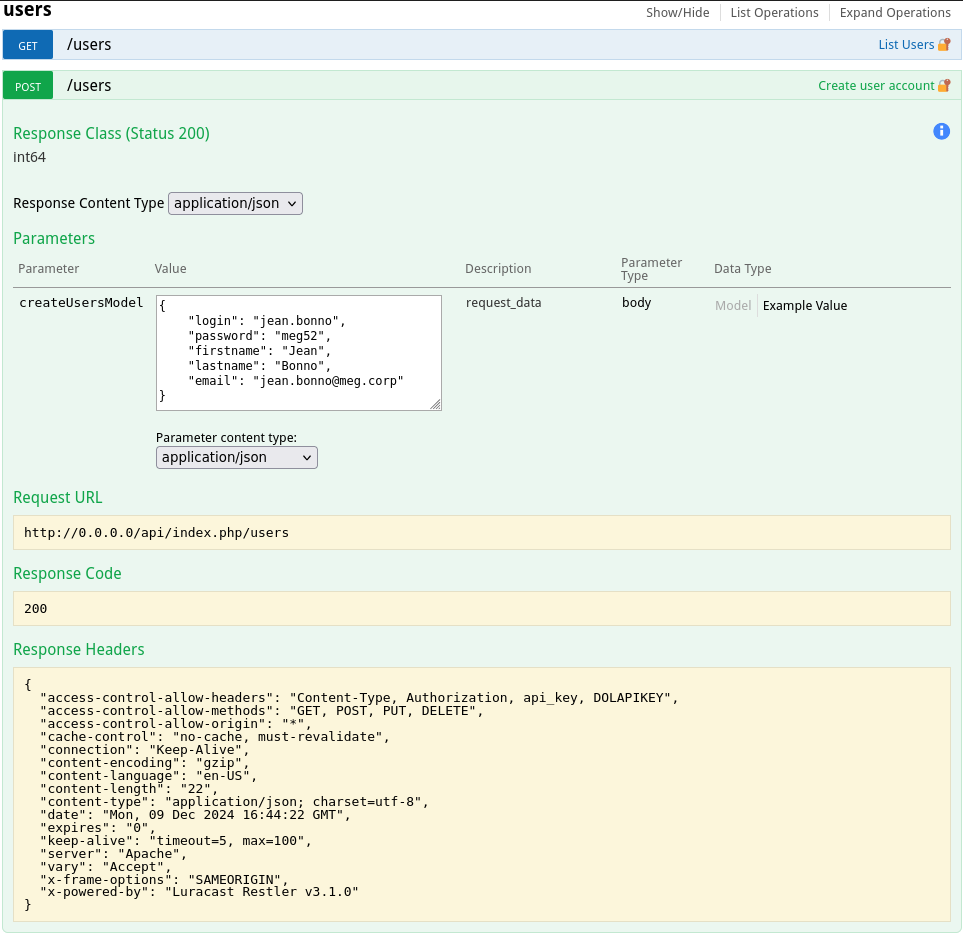 users
Show/Hide
List Operations
Expand Operations
GET
/users
List Users
POST
/users
Create user account
Response Class (Status 200)
int64
Response Content Type application/json
Parameters
Parameter
Value
Description
Parameter Type
Data Type
createUsersModel
{
    "login": "jean.bonno",
    "password": "meg52",
    "firstname": "Jean",
    "lastname": "Bonno",
    "email": "jean.bonno@meg.corp"
}
request_data
body
Model
Example Value
Parameter content type:
application/json
Request URL
http://0.0.0.0/api/index.php/users
Response Code
200
Response Headers
{
  "access-control-allow-headers": "Content-Type, Authorization, api_key, DOLAPIKEY",
  "access-control-allow-methods": "GET, POST, PUT, DELETE",
  "access-control-allow-origin": "*",
  "cache-control": "no-cache, must-revalidate",
  "connection": "Keep-Alive",
  "content-encoding": "gzip",
  "content-language": "en-US",
  "content-length": "22",
  "content-type": "application/json; charset=utf-8",
  "date": "Mon, 09 Dec 2024 16:44:22 GMT",
  "expires": "0",
  "keep-alive": "timeout=5, max=100",
  "server": "Apache",
  "vary": "Accept",
  "x-frame-options": "SAMEORIGIN",
  "x-powered-by": "Luracast Restler v3.1.0"
}